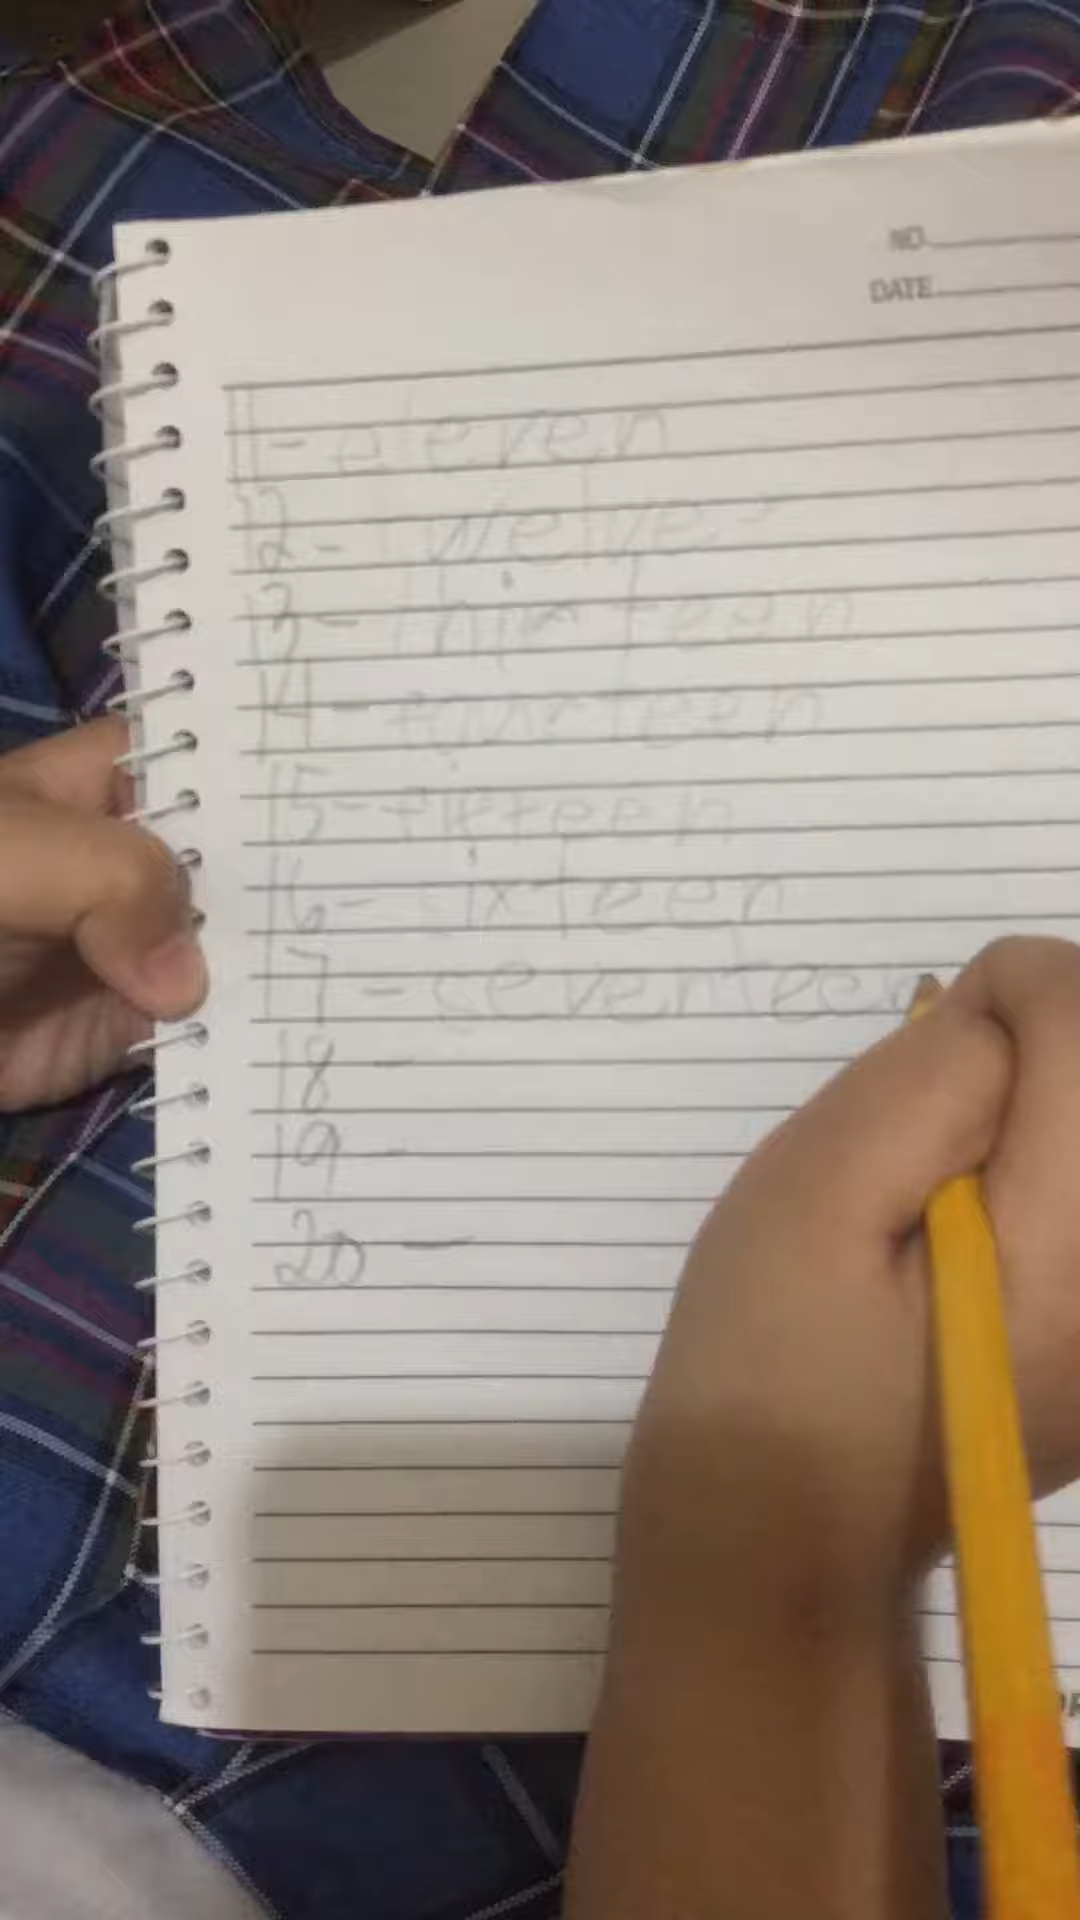 NO.
DATE
11 - eleven
12 - Twelve
13 - Thirteen
14 - fourteen
15 - fifteen
16 - sixteen
17 - seventeen
18 -
19 -
20 -